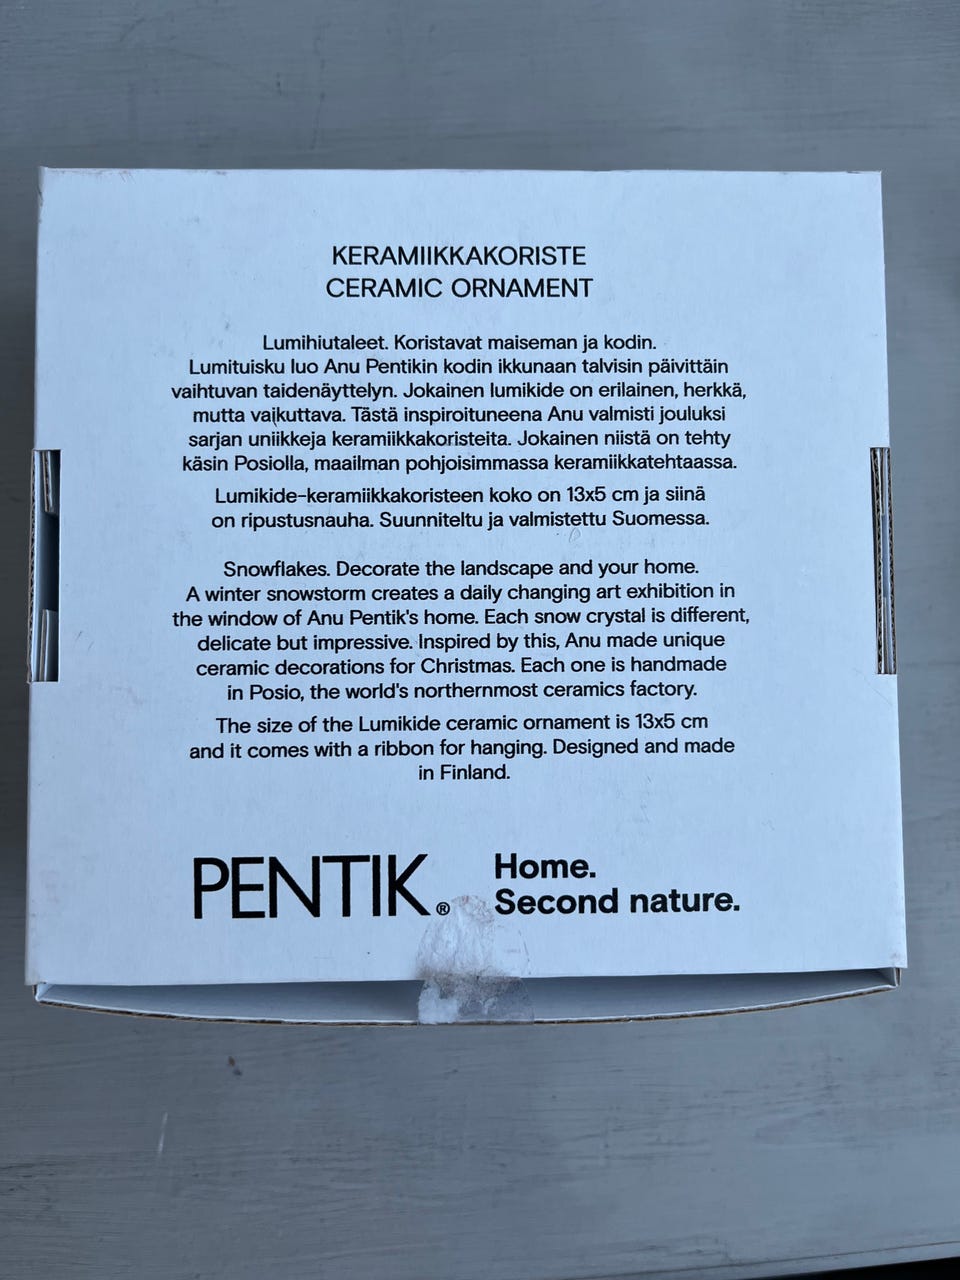 KERAMIIKKAKORISTE
CERAMIC ORNAMENT
Lumihiutaleet. Koristavat maiseman ja kodin.
Lumituisku luo Anu Pentikin kodin ikkunaan talvisin päivittäin
vaihtuvan taidenäyttelyn. Jokainen lumikide on erilainen, herkkä,
mutta vaikuttava. Tästä inspiroituneena Anu valmisti jouluksi
sarjan uniikkeja keramiikkakoristeita. Jokainen niistä on tehty
käsin Posiolla, maailman pohjoisimmassa keramiikkatehtaassa.
Lumikide-keramiikkakoristeen koko on 13x5 cm ja siinä
on ripustusnauha. Suunniteltu ja valmistettu Suomessa.
Snowflakes. Decorate the landscape and your home.
A winter snowstorm creates a daily changing art exhibition in
the window of Anu Pentik's home. Each snow crystal is different,
delicate but impressive. Inspired by this, Anu made unique
ceramic decorations for Christmas. Each one is handmade
in Posio, the world's northernmost ceramics factory.
The size of the Lumikide ceramic ornament is 13x5 cm
and it comes with a ribbon for hanging. Designed and made
in Finland.
PENTIK® Home.
Second nature.